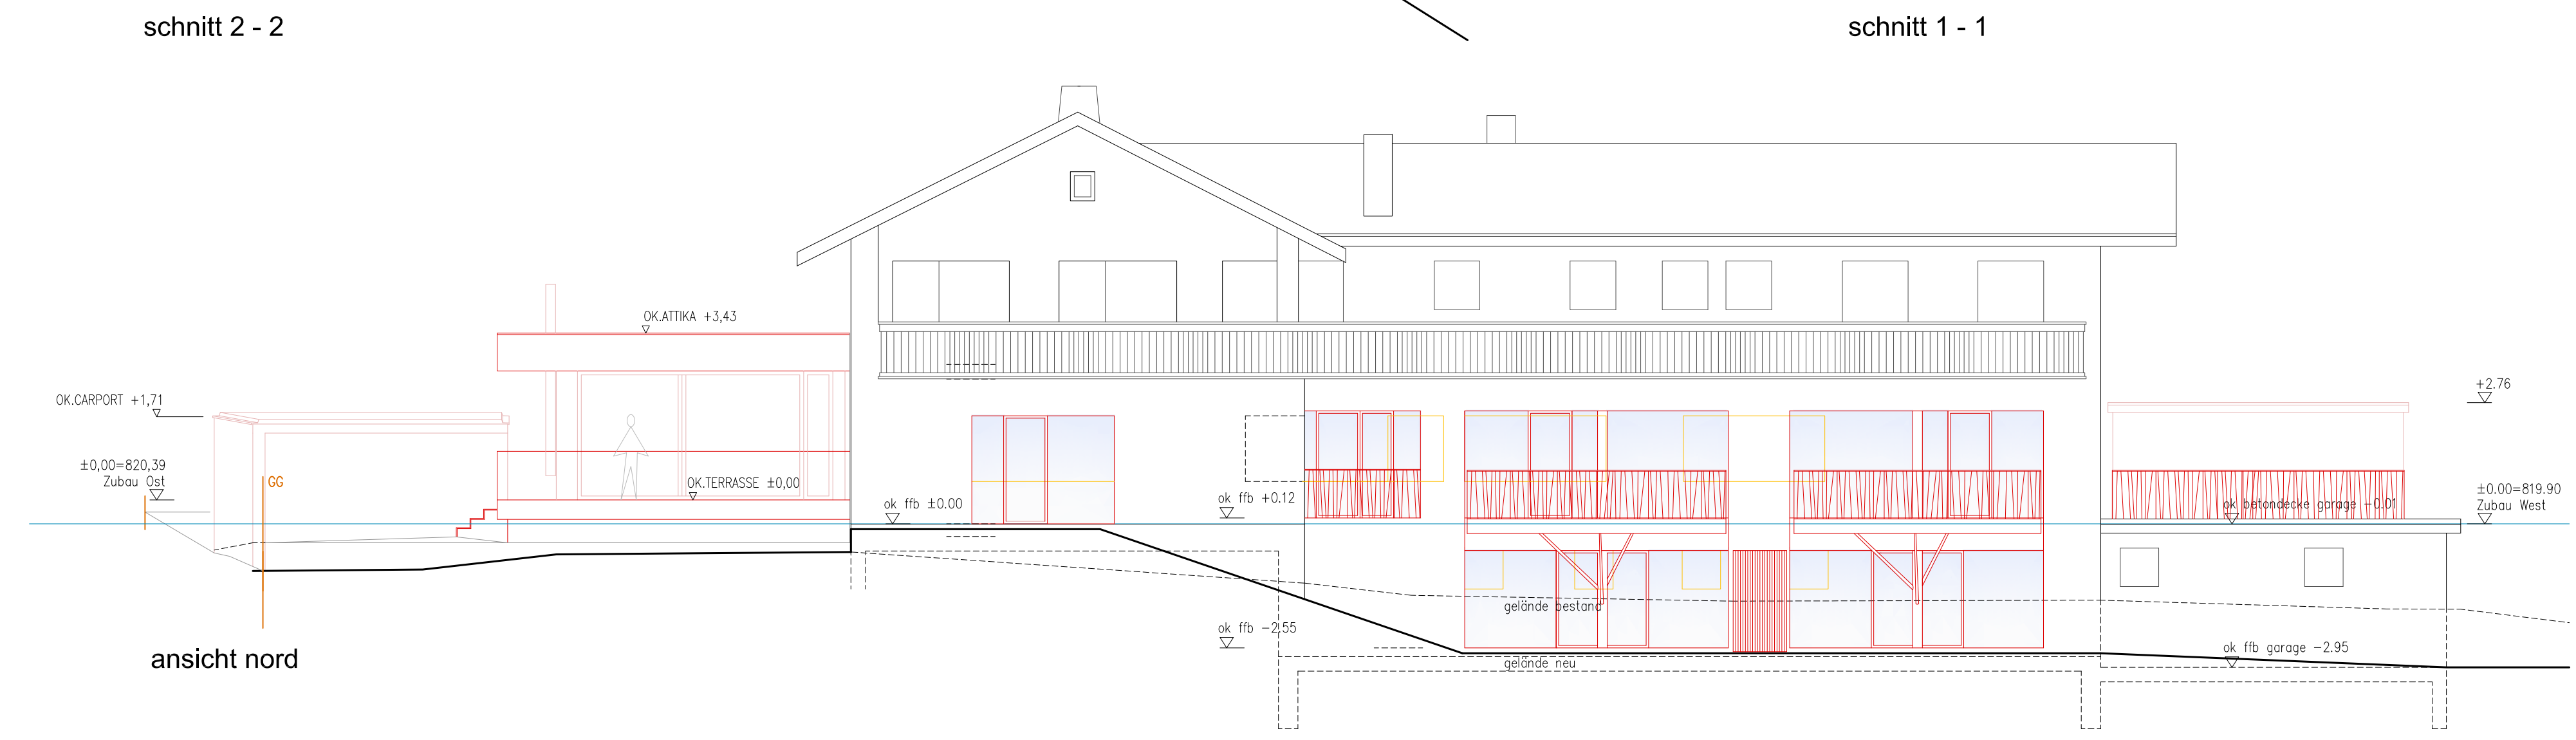 schnitt 2 - 2
schnitt 1 - 1
OK.ATTIKA +3,43
OK.CARPORT +1,71
+2.76
±0,00=820,39
Zubau Ost
GG
OK.TERRASSE ±0,00
ok ffb ±0.00
ok ffb +0.12
ok betondecke garage -0.01
±0.00=819.90
Zubau West
gelände bestand
ok ffb -2.55
ansicht nord
gelände neu
ok ffb garage -2.95